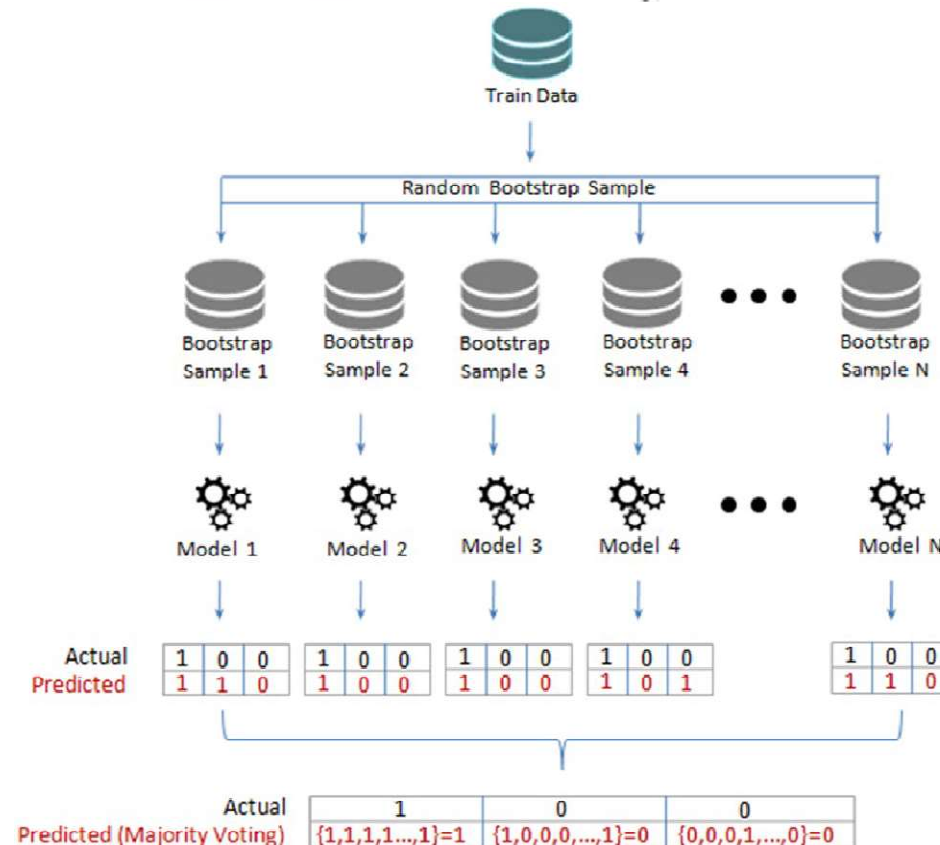 Train Data
Random Bootstrap Sample
Bootstrap Bootstrap Bootstrap Bootstrap Bootstrap
Sample 1 Sample 2 Sample 3 Sample 4 Sample N
Model 1 Model 2 Model 3 Model 4 Model N
Actual 1 0 0 1 0 0 1 0 0 1 0 0 1 0 0
Predicted 1 1 0 1 0 0 1 0 0 1 0 1 1 1 0
Actual 1 0 0
Predicted (Majority Voting) {1,1,1,1...,1}=1 {1,0,0,0,...,1}=0 {0,0,0,1,...,0}=0